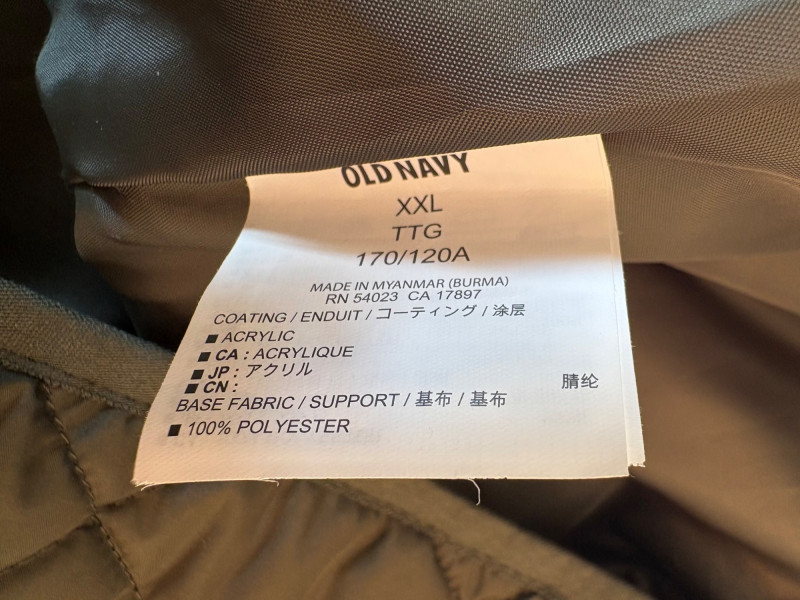 OLD NAVY
XXL
TTG
170/120A
MADE IN MYANMAR (BURMA)
RN 54023 CA 17897
COATING / ENDUIT / コーティング / 涂层
■ ACRYLIC
■ CA : ACRYLIQUE
■ JP : アクリル
■ CN : 腈纶
BASE FABRIC / SUPPORT / 基布 / 基布
■ 100% POLYESTER